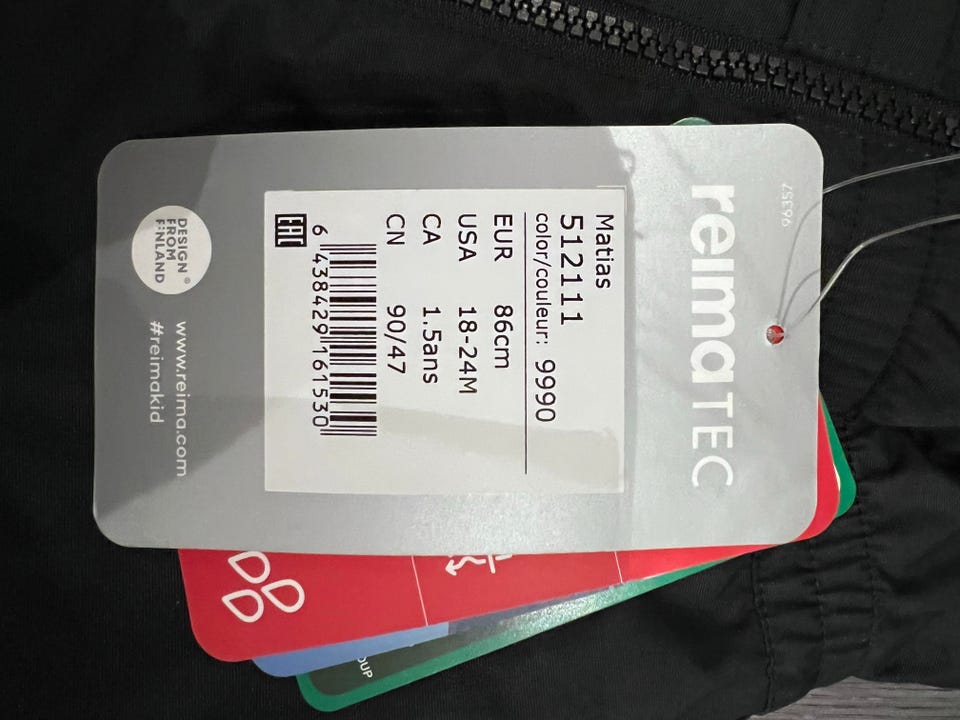 96357
reima TEC
Matias
512111
color/couleur: 9990
EUR 86cm
USA 18-24M
CA 1.5ans
CN 90/47
6 438429 161530
EAC
DESIGN ®
FROM
FINLAND
www.reima.com
#reimakid